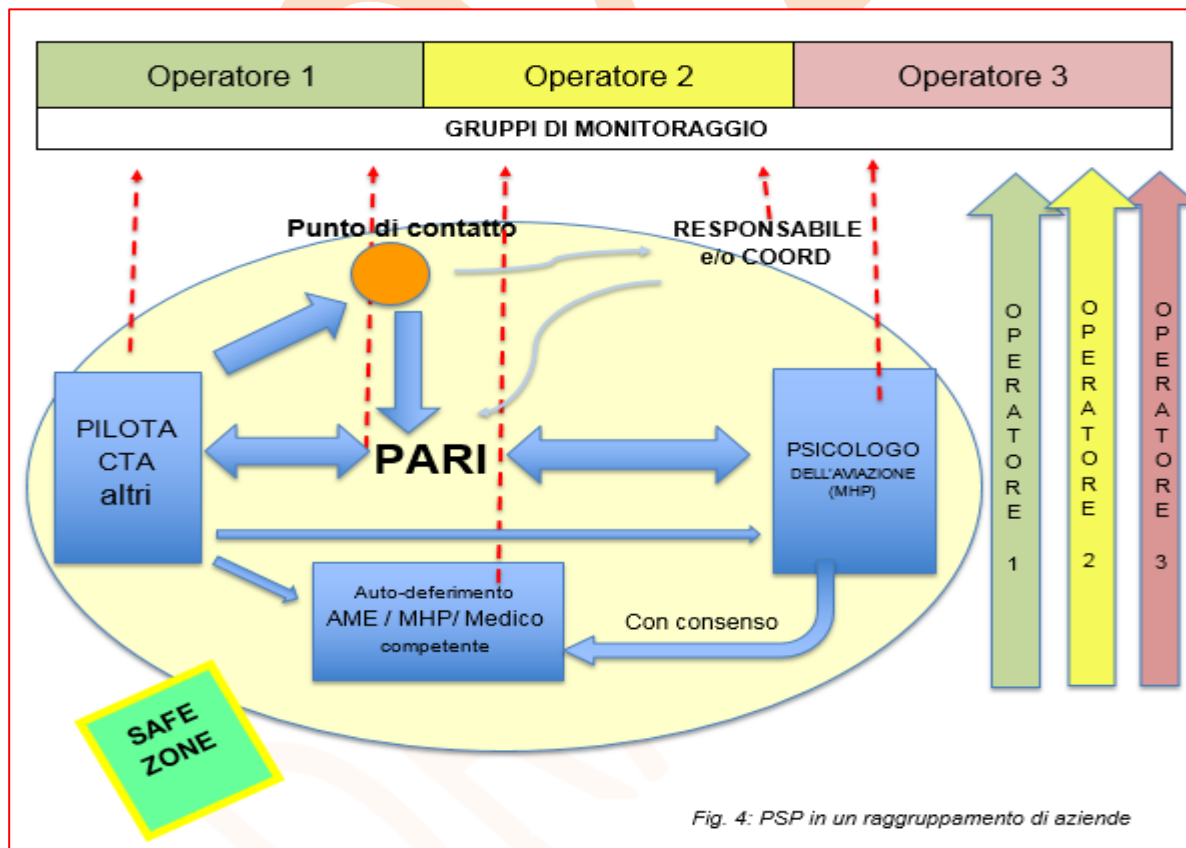 Operatore 1
Operatore 2
Operatore 3
GRUPPI DI MONITORAGGIO
Punto di contatto
RESPONSABILE
e/o COORD
PILOTA
CTA
altri
PARI
PSICOLOGO
DELL'AVIAZIONE
(MHP)
Auto-deferimento
AME / MHP/ Medico
competente
Con consenso
SAFE
ZONE
OPERATORE 1
OPERATORE 2
OPERATORE 3
Fig. 4: PSP in un raggruppamento di aziende